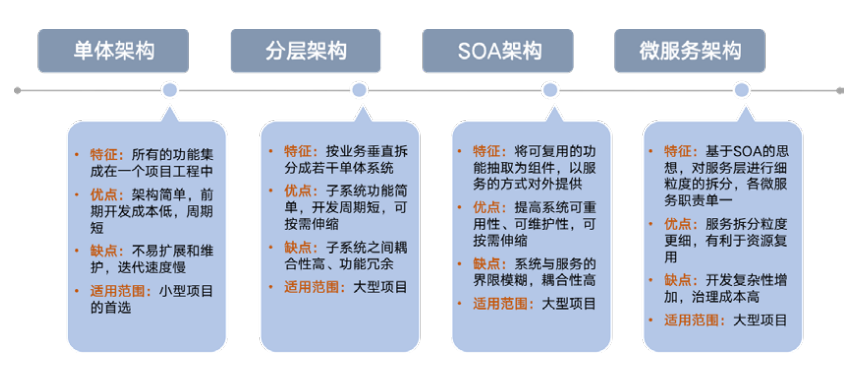 单体架构
分层架构
SOA架构
微服务架构
• 特征：所有的功能集
成在一个项目工程中
• 优点：架构简单，前
期开发成本低，周期
短
• 缺点：不易扩展和维
护，迭代速度慢
• 适用范围：小型项目
的首选
• 特征：按业务垂直拆
分成若干单体系统
• 优点：子系统功能简
单，开发周期短，可
按需伸缩
• 缺点：子系统之间耦
合性高、功能冗余
• 适用范围：大型项目
• 特征：将可复用的功
能抽取为组件，以服
务的方式对外提供
• 优点：提高系统可重
用性、可维护性，可
按需伸缩
• 缺点：系统与服务的
界限模糊，耦合性高
• 适用范围：大型项目
• 特征：基于SOA的思
想，对服务层进行细
粒度的拆分，各微服
务职责单一
• 优点：服务拆分粒度
更细，有利于资源复
用
• 缺点：开发复杂性增
加，治理成本高
• 适用范围：大型项目